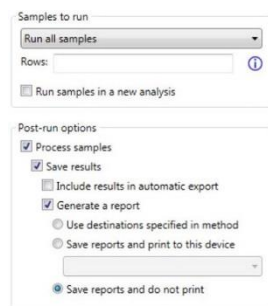 Samples to run
Run all samples
Rows:
Run samples in a new analysis
Post-run options
Process samples
Save results
Include results in automatic export
Generate a report
Use destinations specified in method
Save reports and print to this device
Save reports and do not print